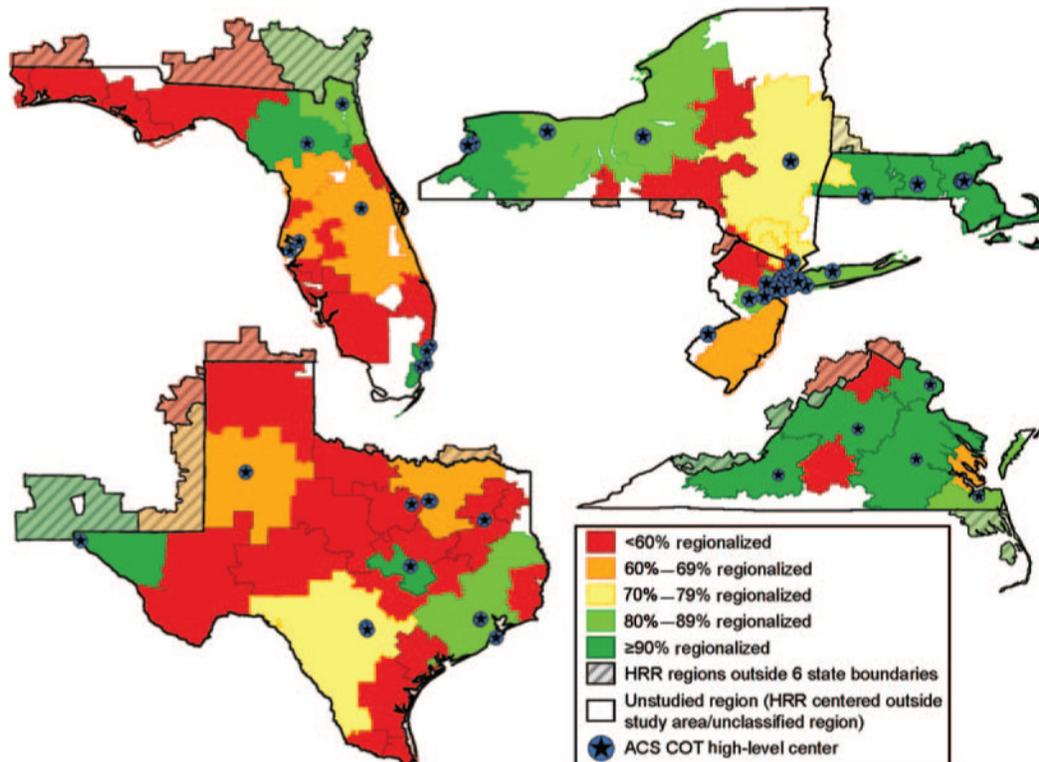 <60% regionalized
60%—69% regionalized
70%—79% regionalized
80%—89% regionalized
≥90% regionalized
HRR regions outside 6 state boundaries
Unstudied region (HRR centered outside
study area/unclassified region)
ACS COT high-level center